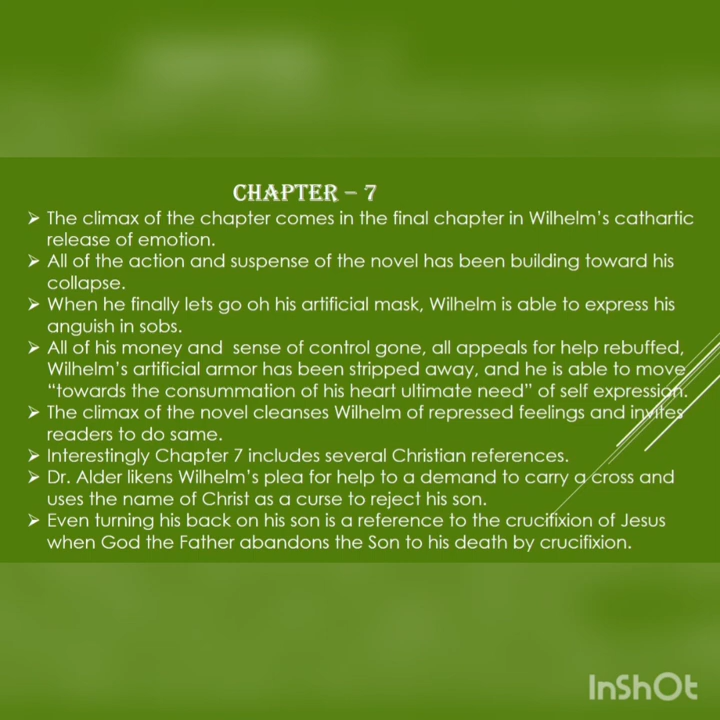 CHAPTER – 7
➢ The climax of the chapter comes in the final chapter in Wilhelm's cathartic
release of emotion.
➢ All of the action and suspense of the novel has been building toward his
collapse.
➢ When he finally lets go oh his artificial mask, Wilhelm is able to express his
anguish in sobs.
➢ All of his money and sense of control gone, all appeals for help rebuffed,
Wilhelm's artificial armor has been stripped away, and he is able to move
"towards the consummation of his heart ultimate need" of self expression.
➢ The climax of the novel cleanses Wilhelm of repressed feelings and invites
readers to do same.
➢ Interestingly Chapter 7 includes several Christian references.
➢ Dr. Alder likens Wilhelm's plea for help to a demand to carry a cross and
uses the name of Christ as a curse to reject his son.
➢ Even turning his back on his son is a reference to the crucifixion of Jesus
when God the Father abandons the Son to his death by crucifixion.
InShOt